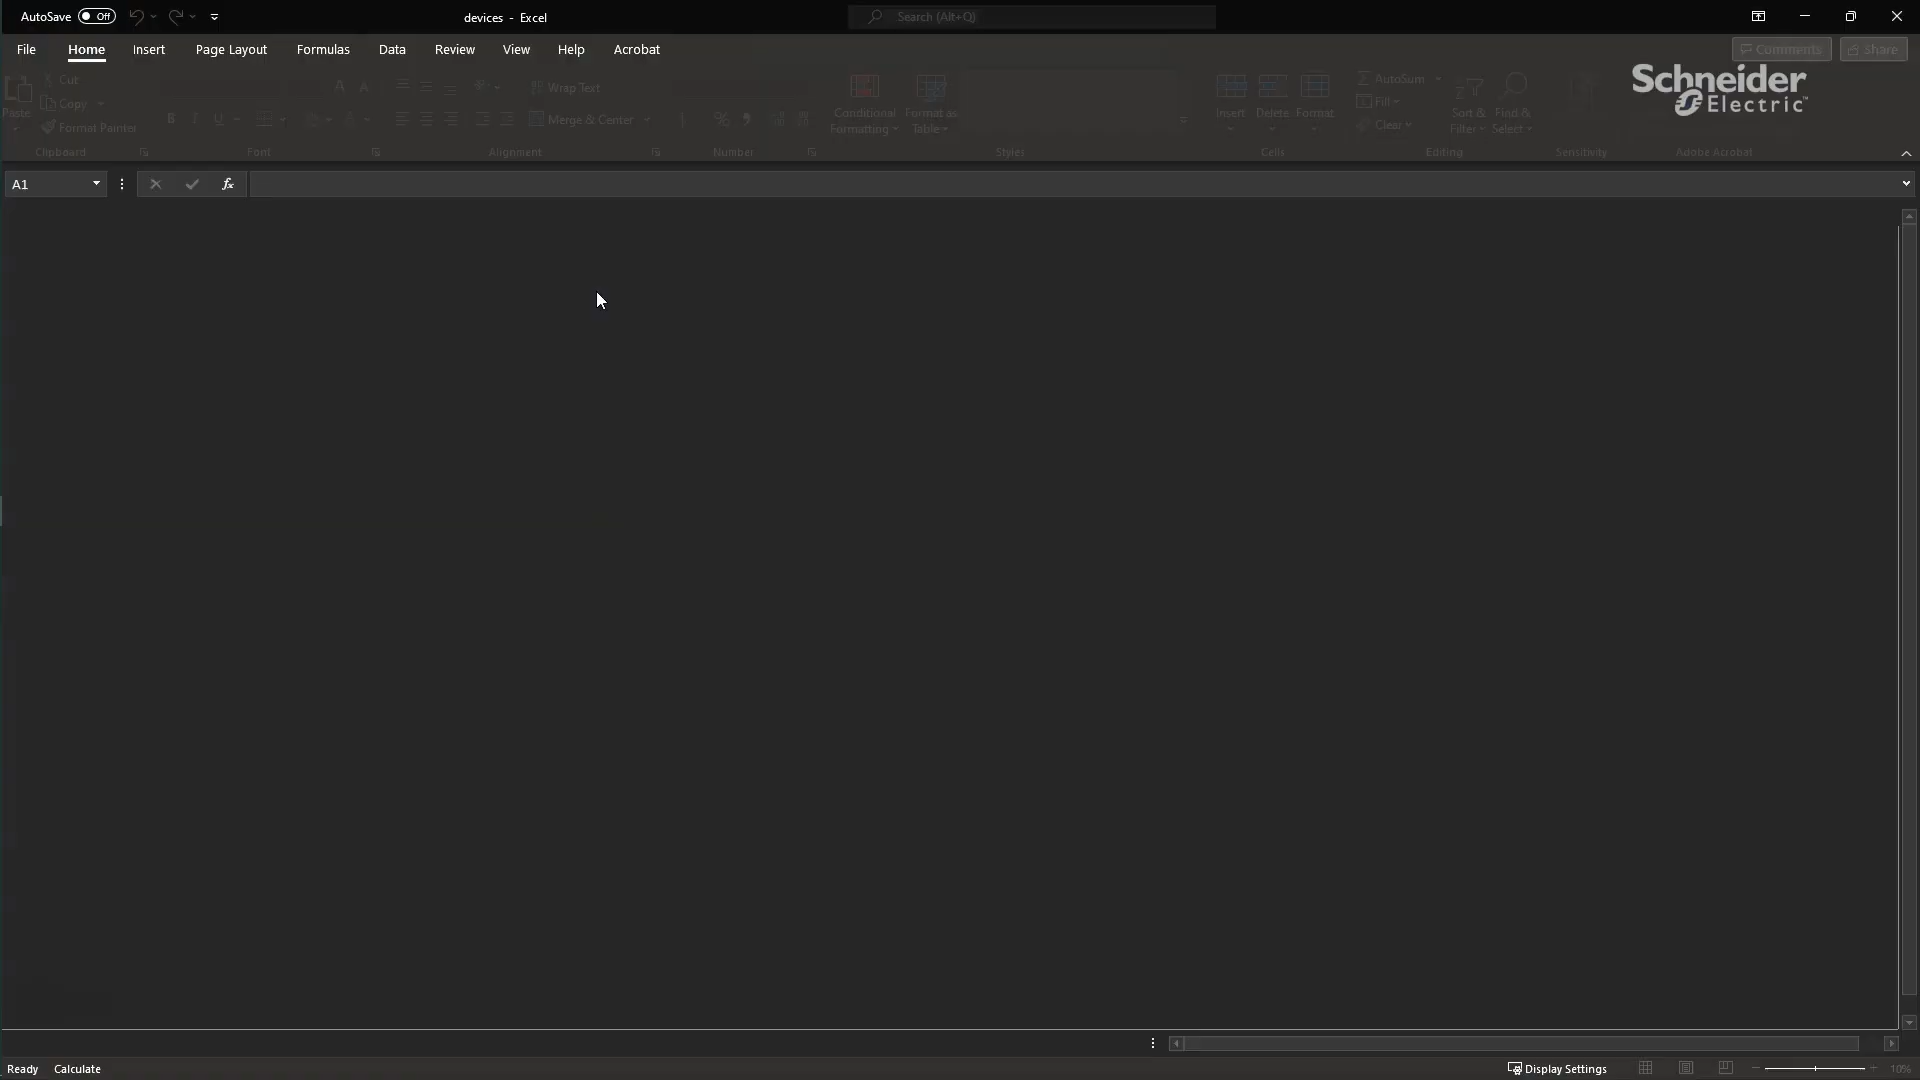 AutoSave Off devices - Excel Search (Alt+Q)
File Home Insert Page Layout Formulas Data Review View Help Acrobat Comments Share
Schneider Electric™
Cut
Copy
Format Painter
Paste
Clipboard
A A
B I U
Font
Wrap Text
Merge & Center
Alignment
% ,
Number
Conditional Formatting
Format as Table
Styles
Insert Delete Format
Cells
AutoSum
Fill
Clear
Sort & Filter
Find & Select
Editing
Sensitivity
Adobe Acrobat
A1 fx
Ready Calculate Display Settings 10%